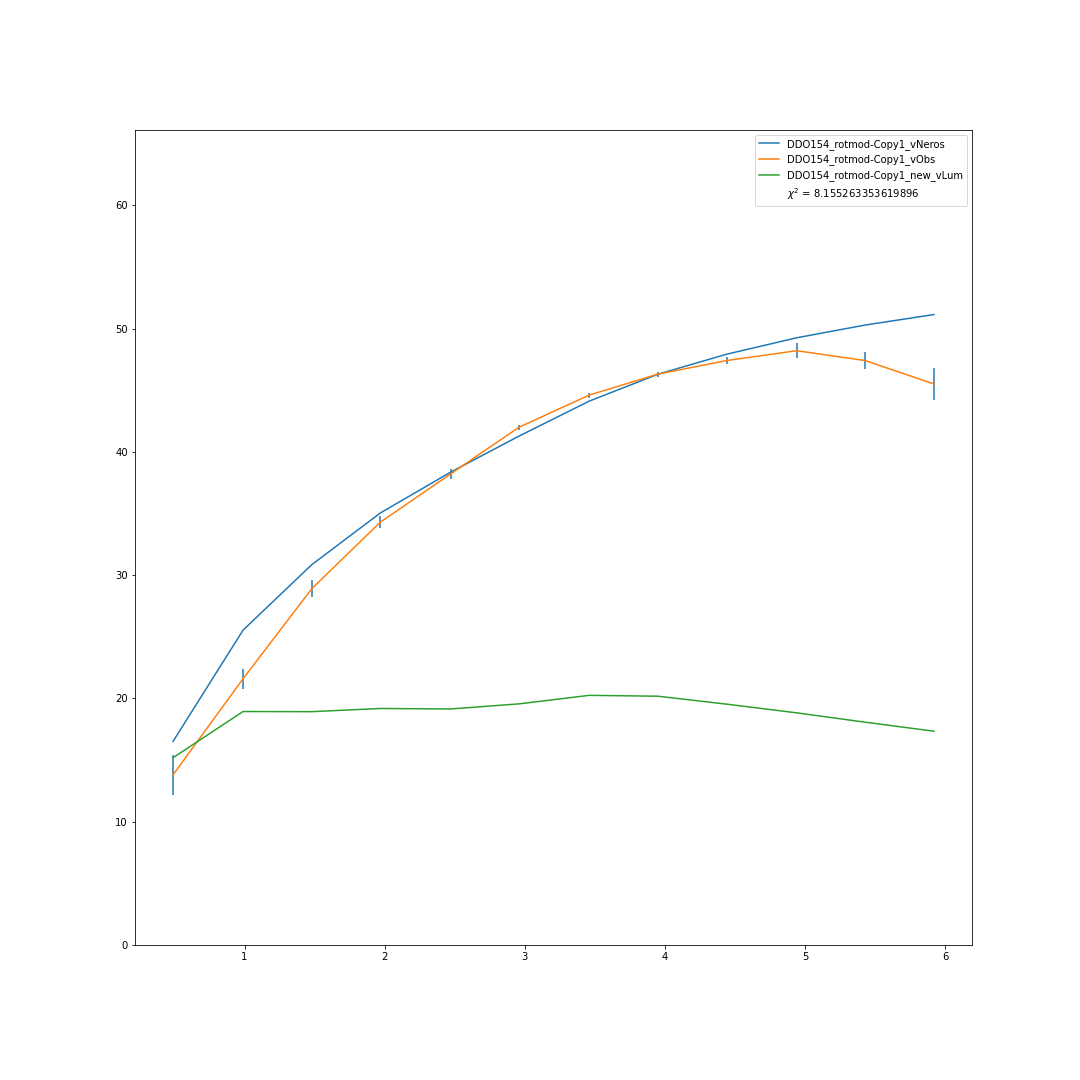 DDO154_rotmod-Copy1_vNeros
DDO154_rotmod-Copy1_vObs
DDO154_rotmod-Copy1_new_vLum
χ² = 8.155263353619896
60
50
40
30
20
10
0
1 2 3 4 5 6